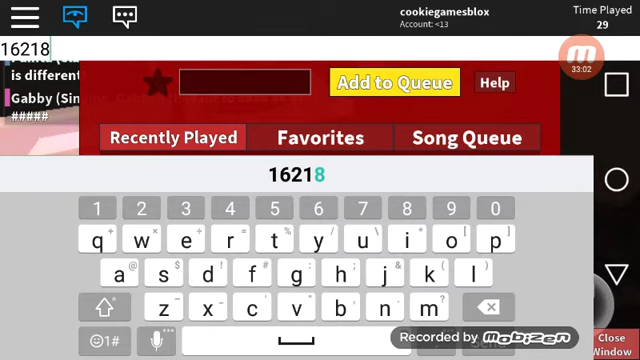 cookiegamesblox
Account: <13
Time Played
29
16218
33:02
is different
Gabby (Sin
#####
Add to Queue
Help
Recently Played
Favorites
Song Queue
16218
1 2 3 4 5 6 7 8 9 0
q w e r t y u i o p
a s d f g h j k l
z x c v b n m
☺1#
Recorded by MOBIZEN
Close
Window